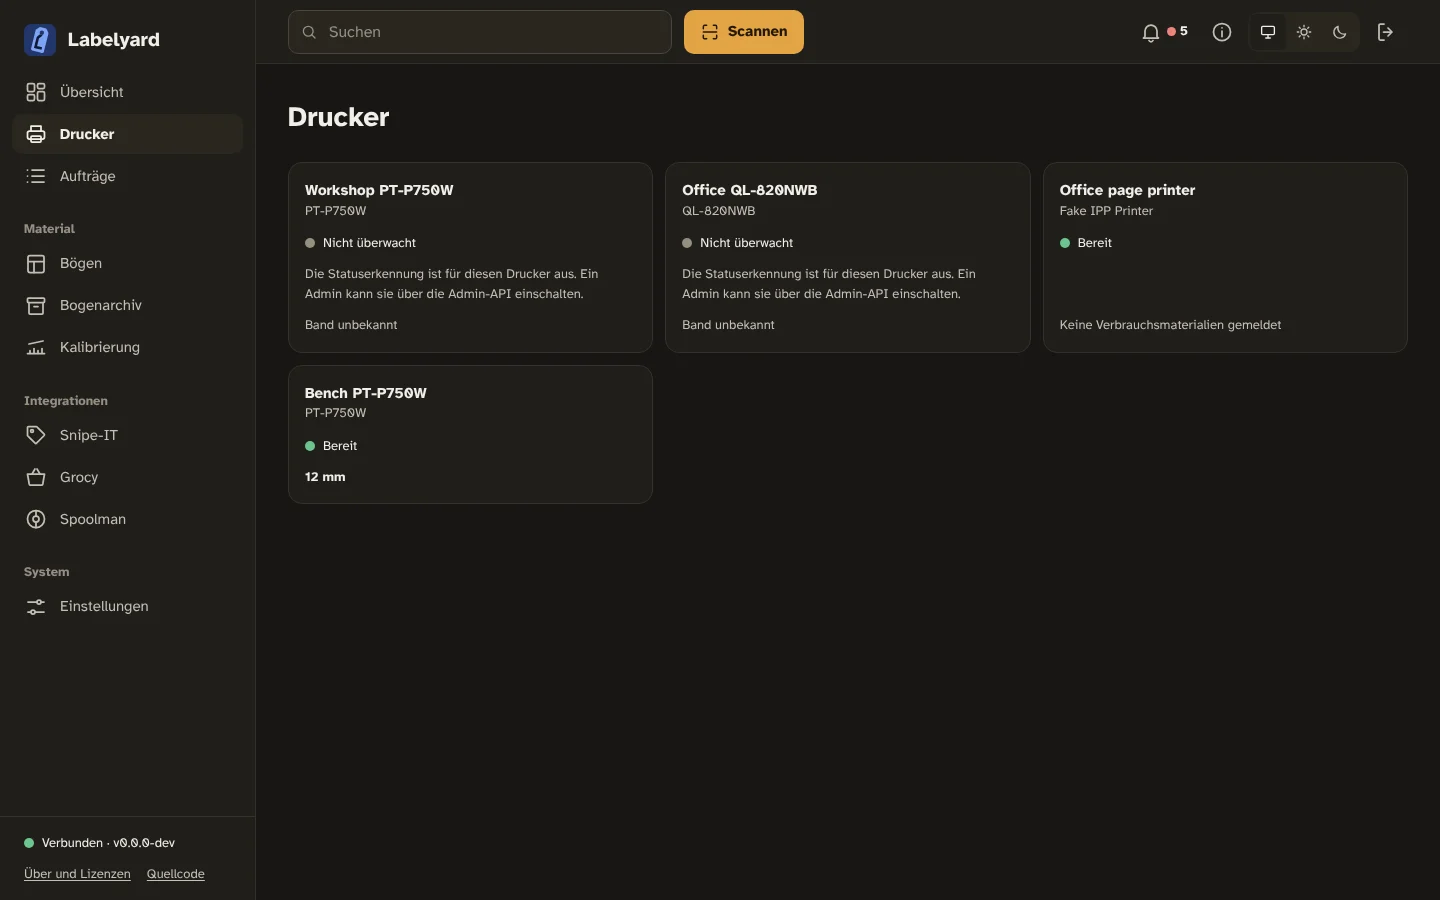 Labelyard
Suchen
Scannen
5
Übersicht
Drucker
Aufträge
Material
Bögen
Bogenarchiv
Kalibrierung
Integrationen
Snipe-IT
Grocy
Spoolman
System
Einstellungen
Verbunden · v0.0.0-dev
Über und Lizenzen
Quellcode
Drucker
Workshop PT-P750W
PT-P750W
Nicht überwacht
Die Statuserkennung ist für diesen Drucker aus. Ein
Admin kann sie über die Admin-API einschalten.
Band unbekannt
Office QL-820NWB
QL-820NWB
Nicht überwacht
Die Statuserkennung ist für diesen Drucker aus. Ein
Admin kann sie über die Admin-API einschalten.
Band unbekannt
Office page printer
Fake IPP Printer
Bereit
Keine Verbrauchsmaterialien gemeldet
Bench PT-P750W
PT-P750W
Bereit
12 mm